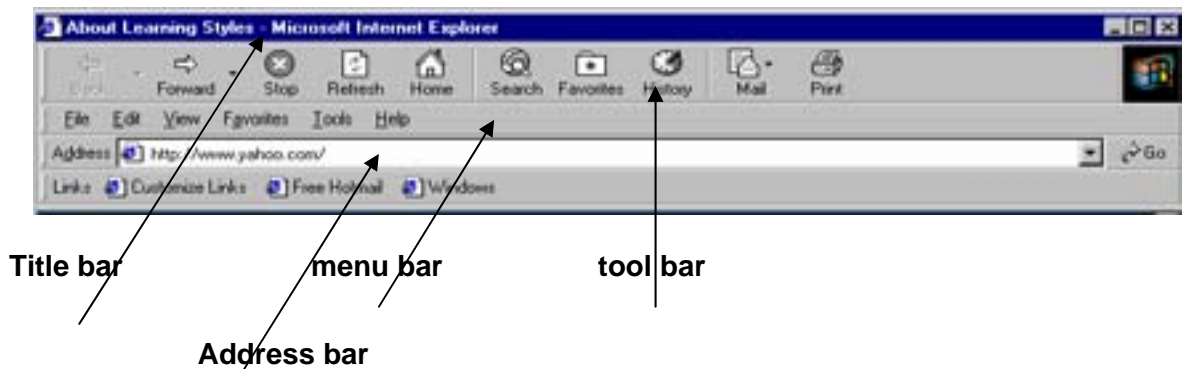 About Learning Styles - Microsoft Internet Explorer
Back Forward Stop Refresh Home Search Favorites History Mail Print
File Edit View Favorites Tools Help
Address http://www.yahoo.com/ Go
Links Customize Links Free Hotmail Windows
Title bar menu bar tool bar
Address bar